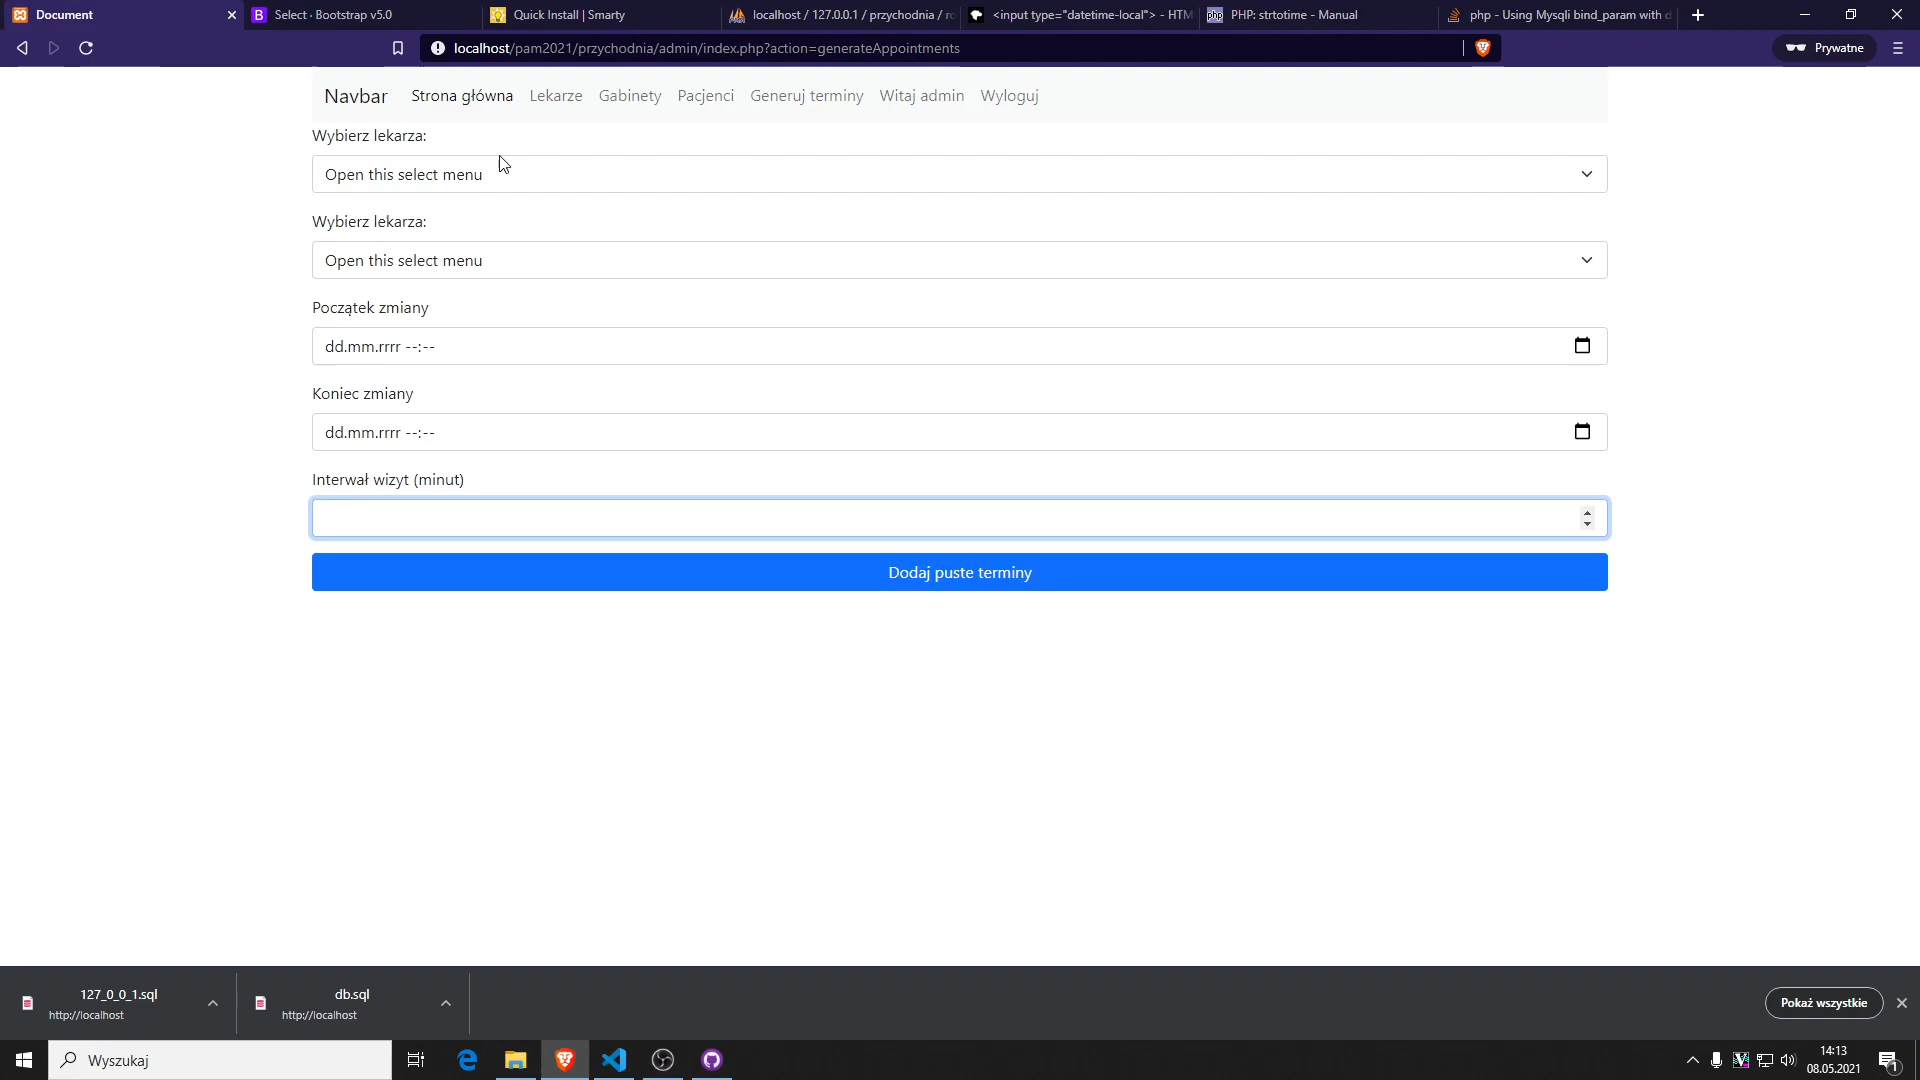 Document
Select · Bootstrap v5.0
Quick Install | Smarty
localhost / 127.0.0.1 / przychodnia / ro
<input type="datetime-local"> - HTM
PHP: strtotime - Manual
php - Using Mysqli bind_param with d
localhost/pam2021/przychodnia/admin/index.php?action=generateAppointments
Prywatne
Navbar Strona główna Lekarze Gabinety Pacjenci Generuj terminy Witaj admin Wyloguj
Wybierz lekarza:
Open this select menu
Wybierz lekarza:
Open this select menu
Początek zmiany
dd.mm.rrrr --:--
Koniec zmiany
dd.mm.rrrr --:--
Interwał wizyt (minut)
Dodaj puste terminy
127_0_0_1.sql
http://localhost
db.sql
http://localhost
Pokaż wszystkie
Wyszukaj
14:13
08.05.2021
1